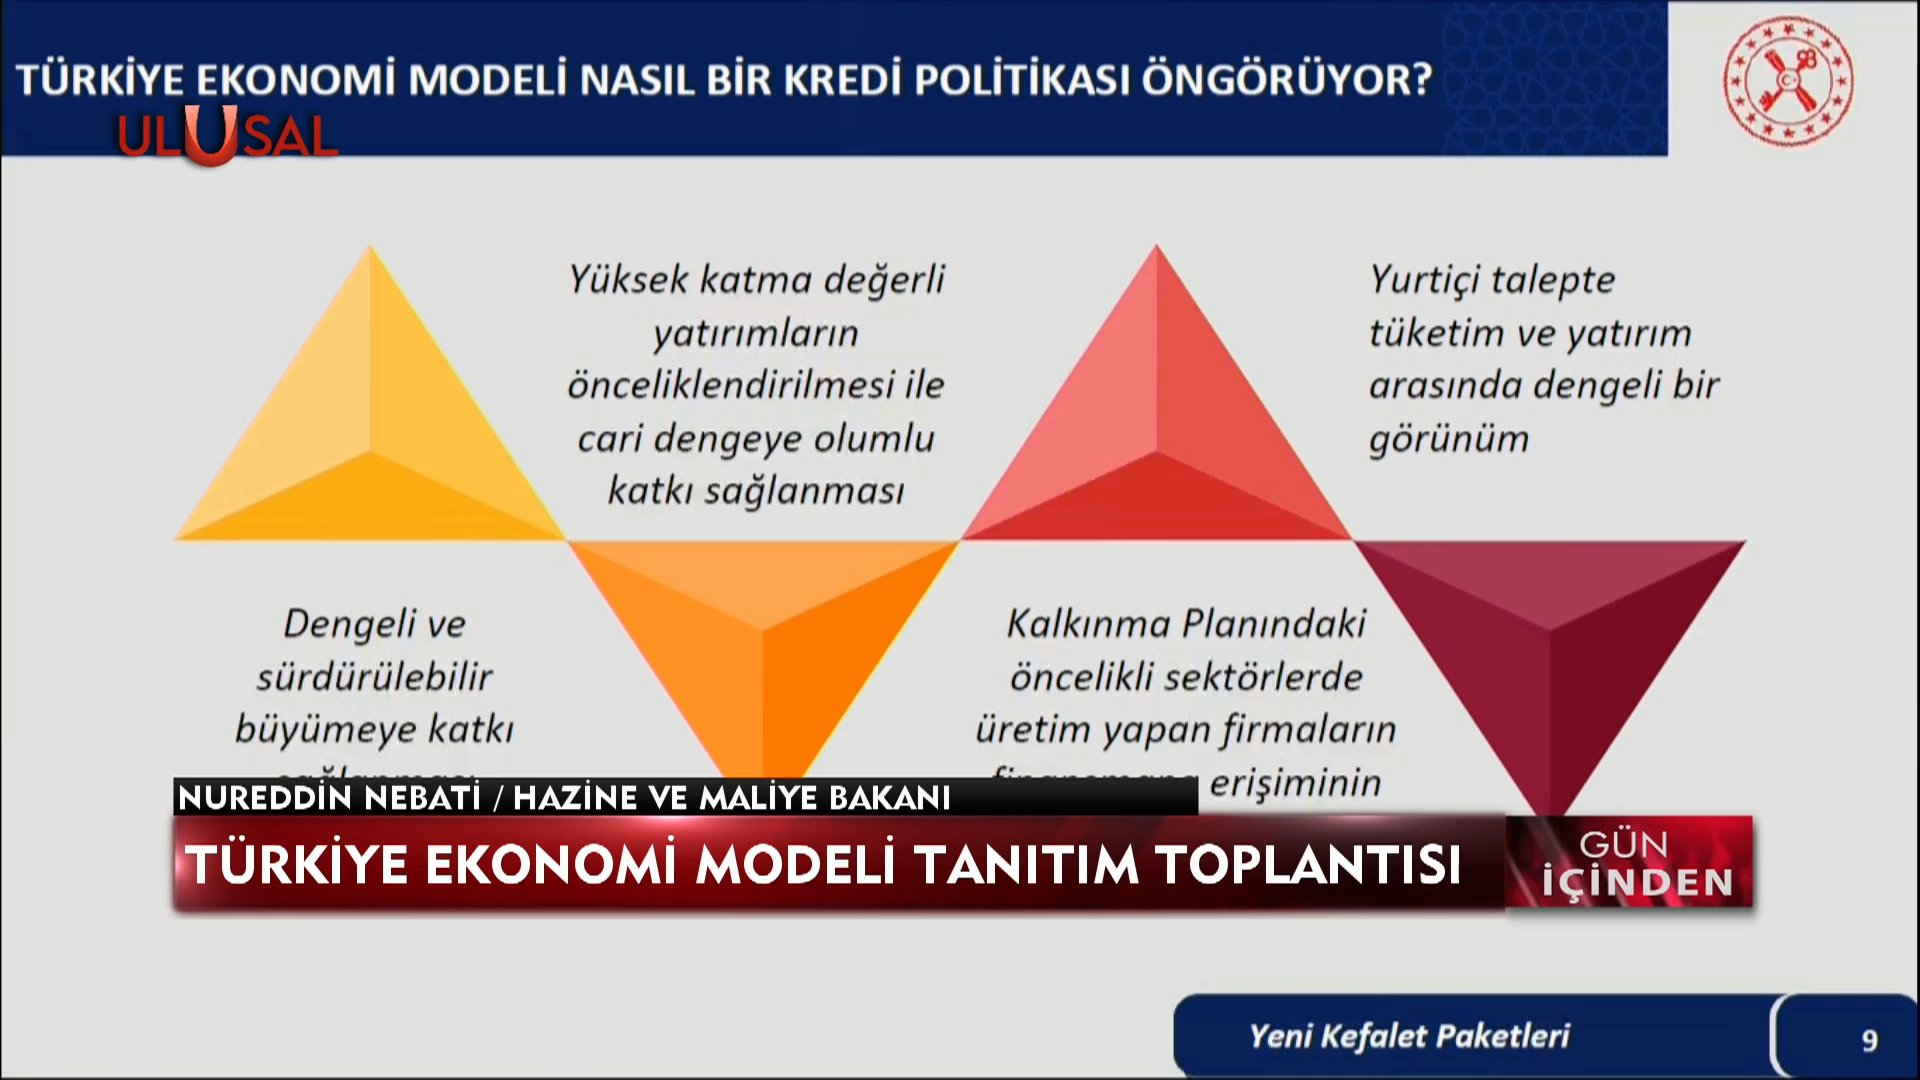 TÜRKİYE EKONOMİ MODELİ NASIL BİR KREDİ POLİTİKASI ÖNGÖRÜYOR?
ULUSAL
Yüksek katma değerli
yatırımların
önceliklendirilmesi ile
cari dengeye olumlu
katkı sağlanması
Yurtiçi talepte
tüketim ve yatırım
arasında dengeli bir
görünüm
Dengeli ve
sürdürülebilir
büyümeye katkı
Kalkınma Planındaki
öncelikli sektörlerde
üretim yapan firmaların
erişiminin
NUREDDİN NEBATİ / HAZİNE VE MALİYE BAKANI
TÜRKİYE EKONOMİ MODELİ TANITIM TOPLANTISI
GÜN
İÇİNDEN
Yeni Kefalet Paketleri
9